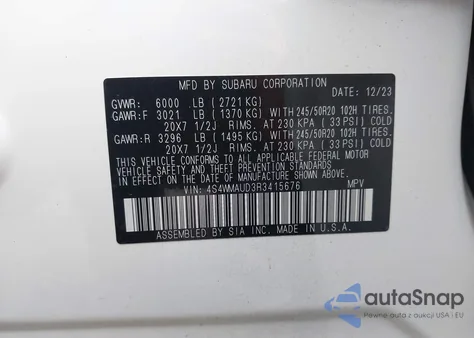 MFD BY SUBARU CORPORATION
DATE: 12/23
GVWR: 6000 LB (2721 KG)
GAWR:F 3021 LB (1370 KG) WITH 245/50R20 102H TIRES.
20X7 1/2J RIMS. AT 230 KPA (33 PSI) COLD
GAWR:R 3296 LB (1495 KG) WITH 245/50R20 102H TIRES.
20X7 1/2J RIMS. AT 230 KPA (33 PSI) COLD
THIS VEHICLE CONFORMS TO ALL APPLICABLE FEDERAL MOTOR
VEHICLE SAFETY AND THEFT PREVENTION STANDARDS IN EFFECT
ON THE DATE OF MANUFACTURE SHOWN ABOVE.
VIN: 4S4WMAUD3R3415676 MPV
ASSEMBLED BY SIA INC. MADE IN U.S.A.
autaSnap
Pewne auto z aukcji USA i EU